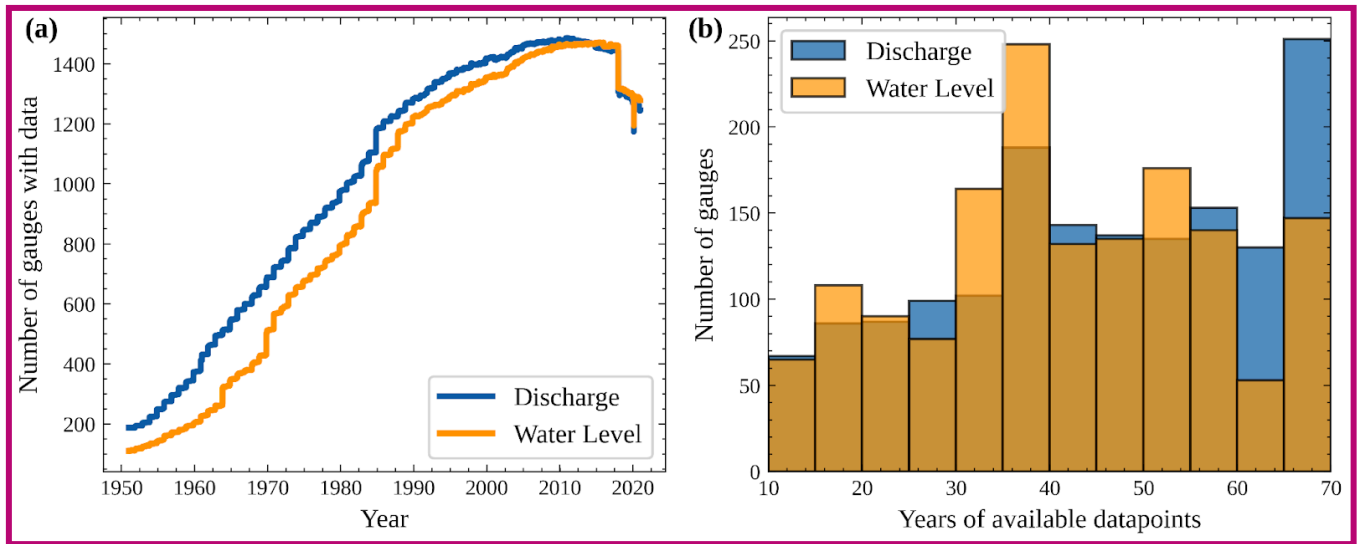 (a)
Number of gauges with data
1400
1200
1000
800
600
400
200
Discharge
Water Level
1950 1960 1970 1980 1990 2000 2010 2020
Year
(b)
Number of gauges
250
200
150
100
50
0
Discharge
Water Level
10 20 30 40 50 60 70
Years of available datapoints